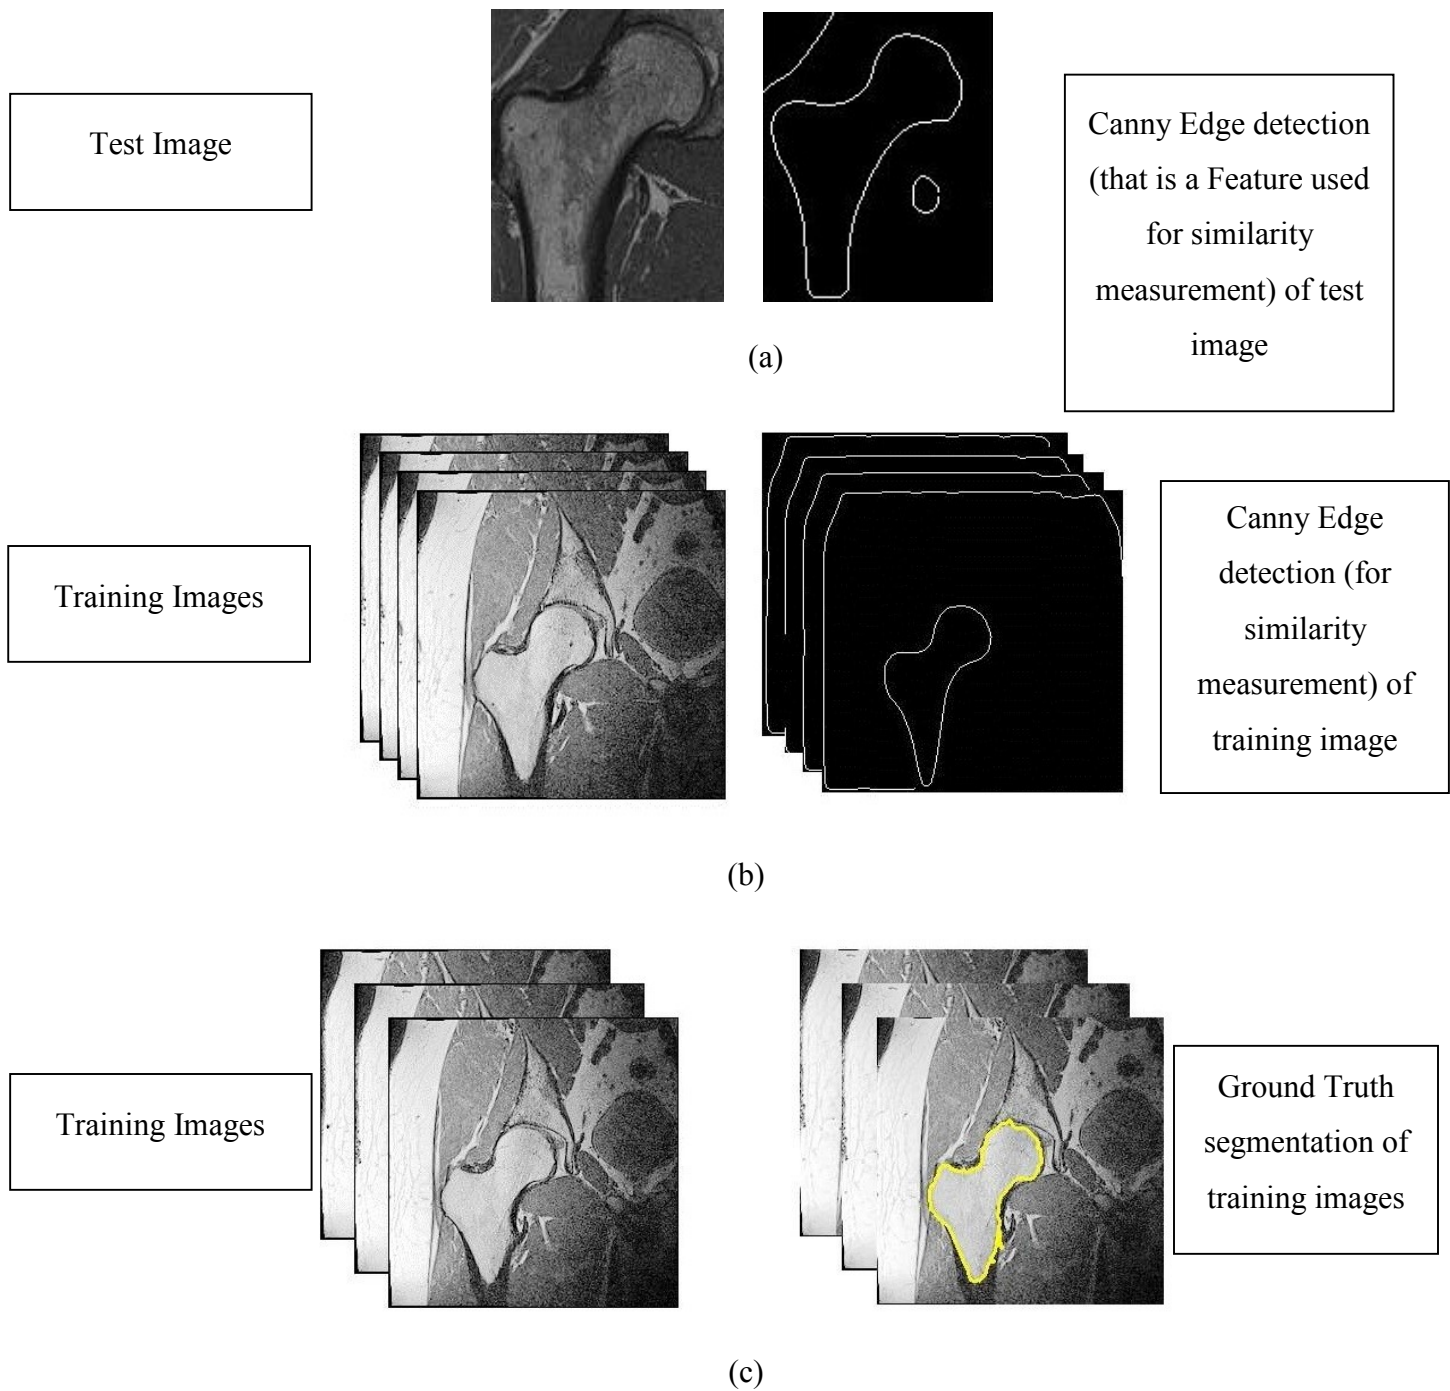 Test Image
Canny Edge detection
(that is a Feature used
for similarity
measurement) of test
image
(a)
Training Images
Canny Edge
detection (for
similarity
measurement) of
training image
(b)
Training Images
Ground Truth
segmentation of
training images
(c)